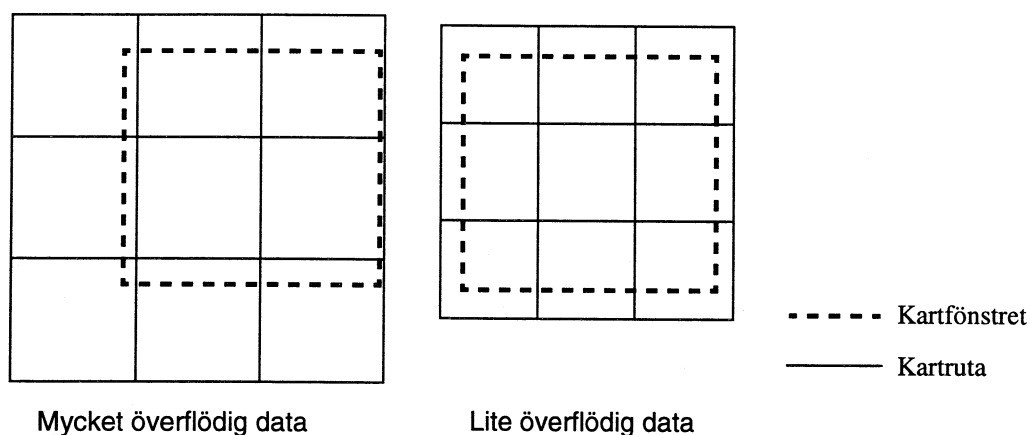 Kartfönstret
Kartruta
Mycket överflödig data
Lite överflödig data